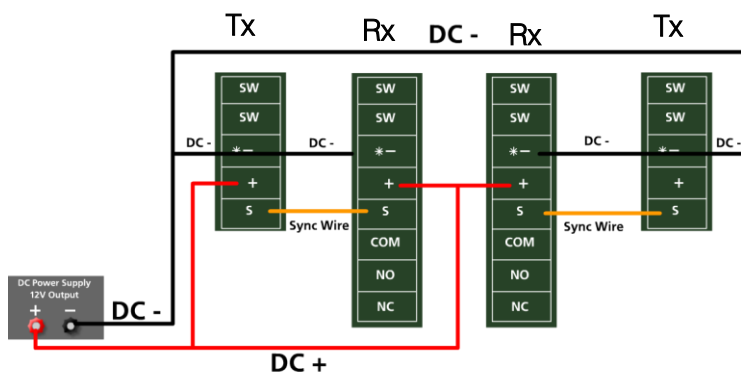 Tx
Rx
DC -
Rx
Tx
SW
SW
*−
+
S
SW
SW
*−
+
S
COM
NO
NC
SW
SW
*−
+
S
COM
NO
NC
SW
SW
*−
+
S
DC -
DC -
DC -
DC -
Sync Wire
Sync Wire
DC Power Supply
12V Output
+ −
DC -
DC +